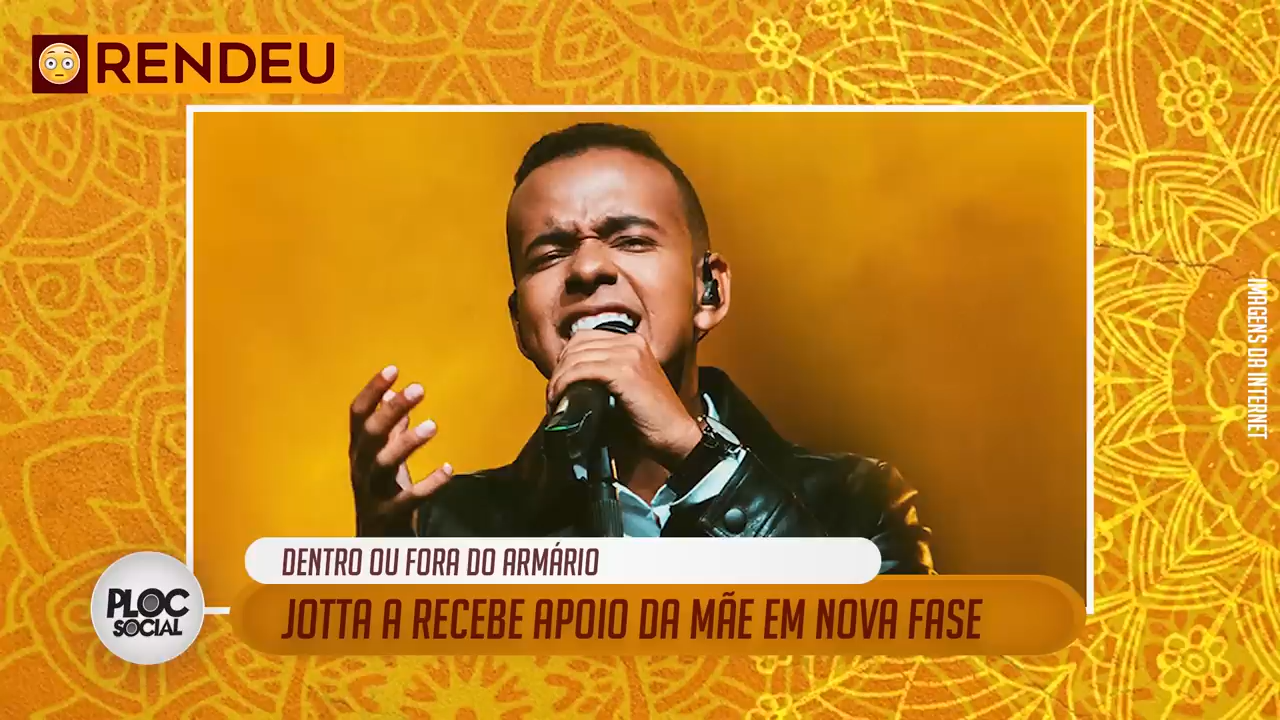 RENDEU
IMAGENS DA INTERNET
DENTRO OU FORA DO ARMÁRIO
PLOC
SOCIAL
JOTTA A RECEBE APOIO DA MÃE EM NOVA FASE